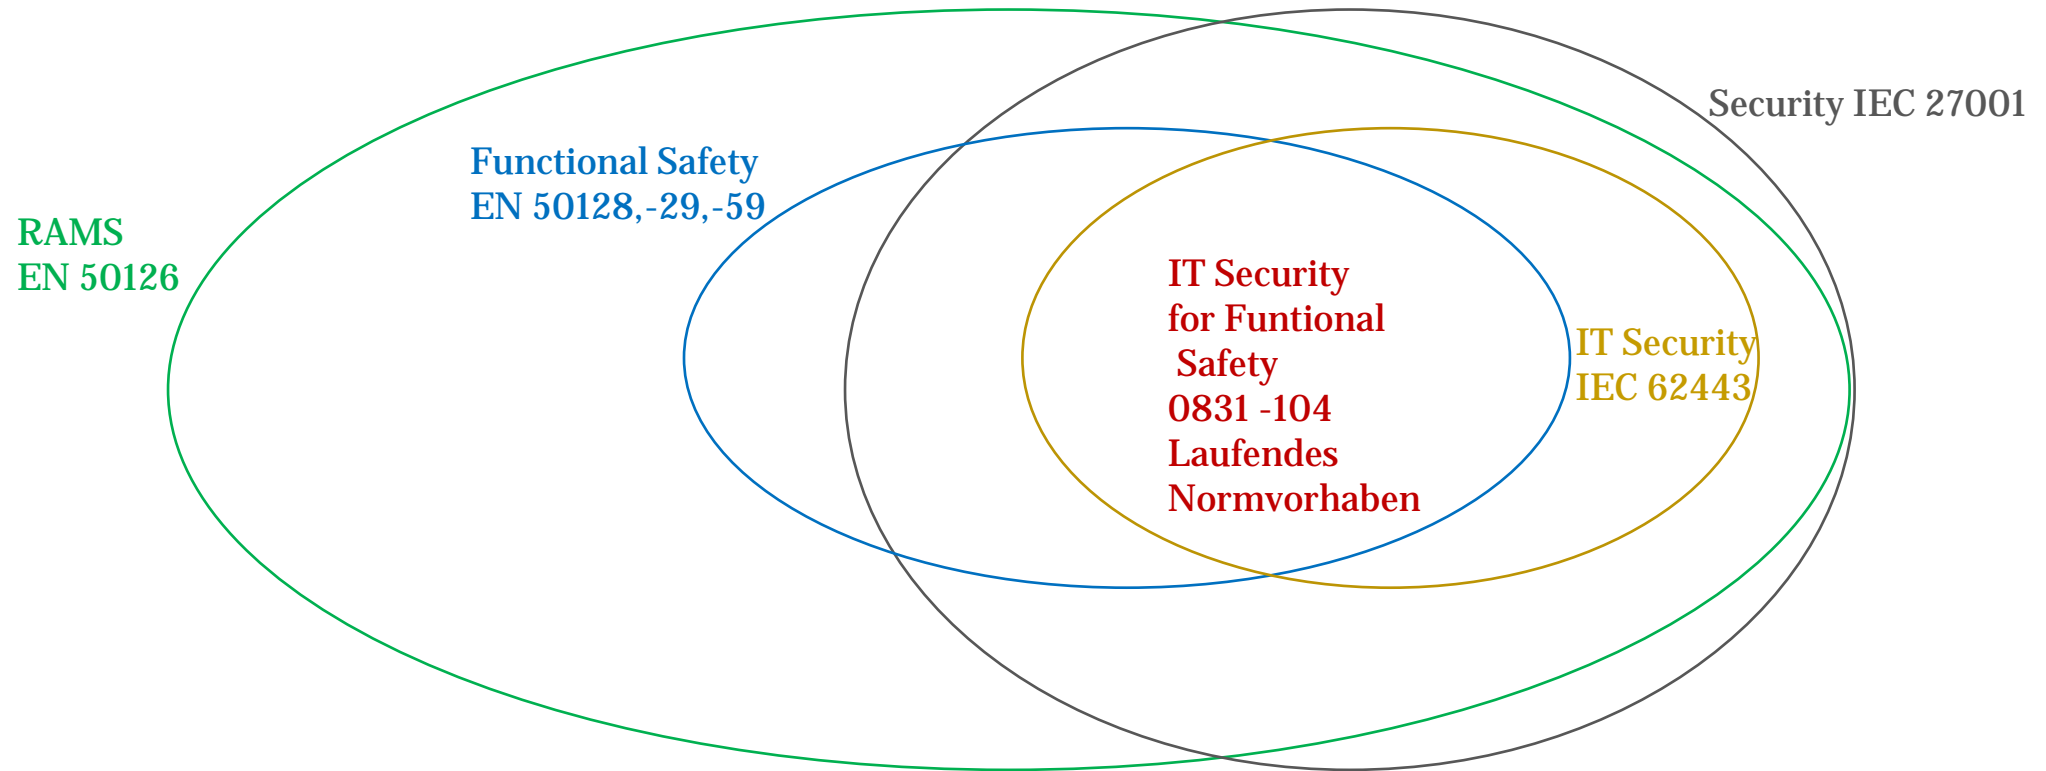 RAMS
EN 50126
Functional Safety
EN 50128,-29,-59
IT Security
for Funtional
Safety
0831 -104
Laufendes
Normvorhaben
IT Security
IEC 62443
Security IEC 27001